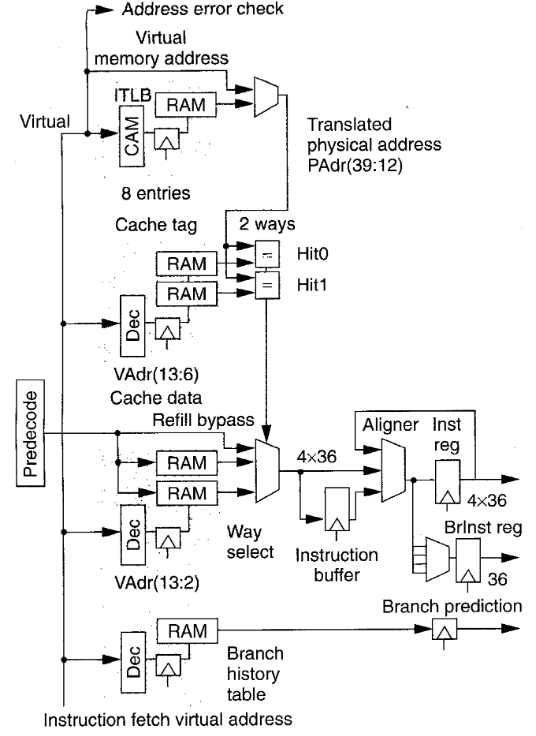 Address error check
Virtual
memory address
ITLB
RAM
Virtual
CAM
Translated
physical address
PAdr(39:12)
8 entries
Cache tag
2 ways
RAM
=
Hit0
RAM
=
Hit1
Dec
VAdr(13:6)
Cache data
Refill bypass
Predecode
Aligner
Inst
reg
RAM
4×36
RAM
4×36
Dec
Way
select
Instruction
buffer
BrInst reg
36
VAdr(13:2)
Branch prediction
RAM
Dec
Branch
history
table
Instruction fetch virtual address